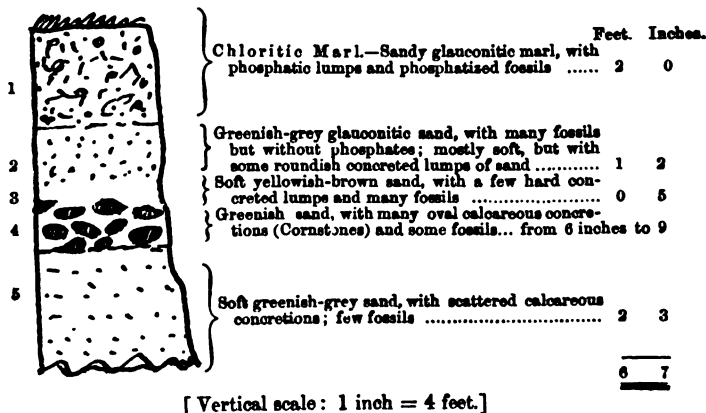 Feet. Inches.
1
Chloritic Marl.—Sandy glauconitic marl, with
phosphatic lumps and phosphatized fossils ...... 2 0
Greenish-grey glauconitic sand, with many fossils
but without phosphates; mostly soft, but with
2
some roundish concreted lumps of sand ............ 1 2
Soft yellowish-brown sand, with a few hard con-
3
creted lumps and many fossils ..................... 0 5
Greenish sand, with many oval calcareous concre-
4
tions (Cornstones) and some fossils... from 6 inches to 9
5
Soft greenish-grey sand, with scattered calcareous
concretions; few fossils ................................. 2 3
6 7
[Vertical scale: 1 inch = 4 feet.]